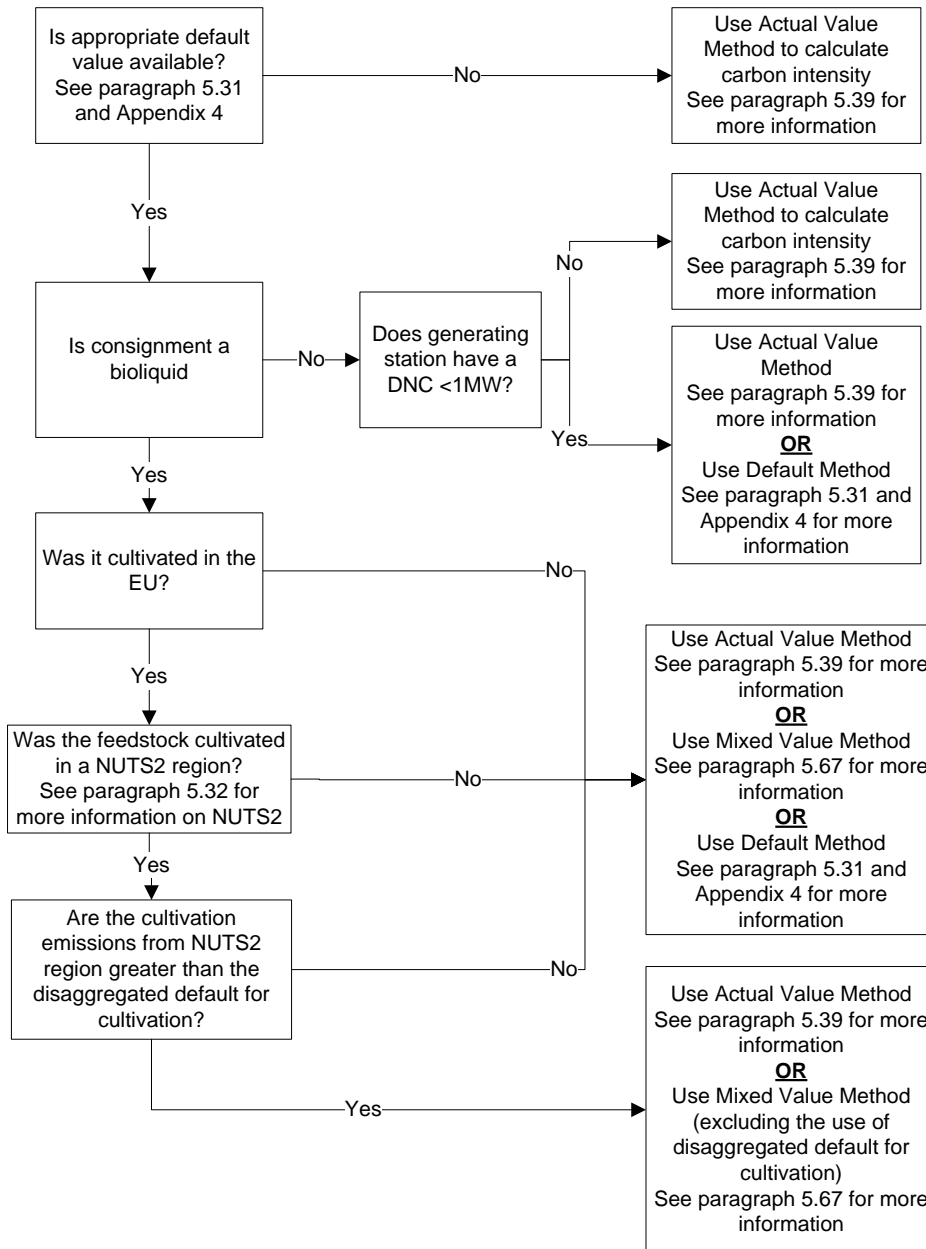 Is appropriate default
value available?
See paragraph 5.31
and Appendix 4
No
Use Actual Value
Method to calculate
carbon intensity
See paragraph 5.39 for
more information
Yes
Is consignment a
bioliquid
No
Does generating
station have a
DNC <1MW?
No
Use Actual Value
Method to calculate
carbon intensity
See paragraph 5.39 for
more information
Yes
Use Actual Value
Method
See paragraph 5.39 for
more information
OR
Use Default Method
See paragraph 5.31 and
Appendix 4 for more
information
Yes
Was it cultivated in the
EU?
No
Yes
Was the feedstock cultivated
in a NUTS2 region?
See paragraph 5.32 for
more information on NUTS2
No
Use Actual Value Method
See paragraph 5.39 for more
information
OR
Use Mixed Value Method
See paragraph 5.67 for more
information
OR
Use Default Method
See paragraph 5.31 and
Appendix 4 for more
information
Yes
Are the cultivation
emissions from NUTS2
region greater than the
disaggregated default for
cultivation?
No
Yes
Use Actual Value Method
See paragraph 5.39 for more
information
OR
Use Mixed Value Method
(excluding the use of
disaggregated default for
cultivation)
See paragraph 5.67 for more
information